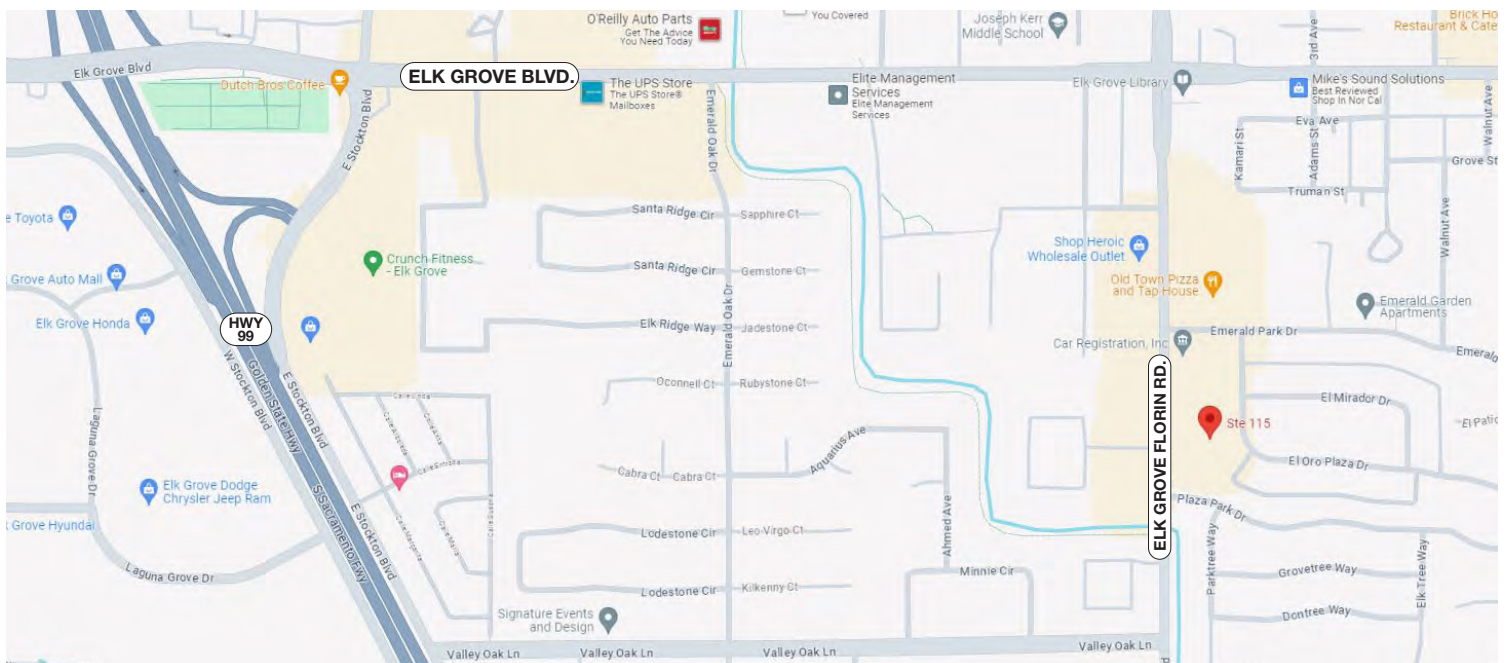 O'Reilly Auto Parts
Get The Advice
You Need Today
You Covered
Joseph Kerr
Middle School
3rd Ave
Restaurant & Cate
Elk Grove Blvd
Dutch Bros Coffee
ELK GROVE BLVD.
The UPS Store
The UPS Store®
Mailboxes
Elite Management
Services
Elite Management
Services
Elk Grove Library
Mike's Sound Solutions
Best Reviewed
Shop In Nor Cal
Walnut Ave
E Stockton Blvd
Emerald Oak Dr
Kamari St
Eva Ave
Adams St
Grove St
Truman St
Walnut Ave
e Toyota
Santa Ridge Cir
Sapphire Ct
Crunch Fitness
- Elk Grove
Shop Heroic
Wholesale Outlet
k Grove Auto Mall
Santa Ridge Cir
Gemstone Ct
Old Town Pizza
and Tap House
Emerald Garden
Apartments
Elk Grove Honda
HWY
99
Elk Ridge Way
Jadestone Ct
Emerald Oak Dr
Car Registration, Inc
Emerald Park Dr
Emerald
W Stockton Blvd
Golden State Hwy
E Stockton Blvd
Oconnell Ct
Rubystone Ct
ELK GROVE FLORIN RD.
El Mirador Dr
Laguna Grove Dr
Ste 115
El Patio
Aquarius Ave
Cabra Ct
Cabra Ct
El Oro Plaza Dr
Elk Grove Dodge
Chrysler Jeep Ram
k Grove Hyundai
S Sacramento Fwy
E Stockton Blvd
Lodestone Cir
Leo Virgo Ct
Ahmed Ave
Plaza Park Dr
Parktree Way
Laguna Grove Dr
Minnie Cir
Grovetree Way
Elk Tree Way
Lodestone Cir
Kilkenny Ct
Signature Events
and Design
Dontree Way
Valley Oak Ln
Valley Oak Ln
Valley Oak Ln
Valley Oak Ln